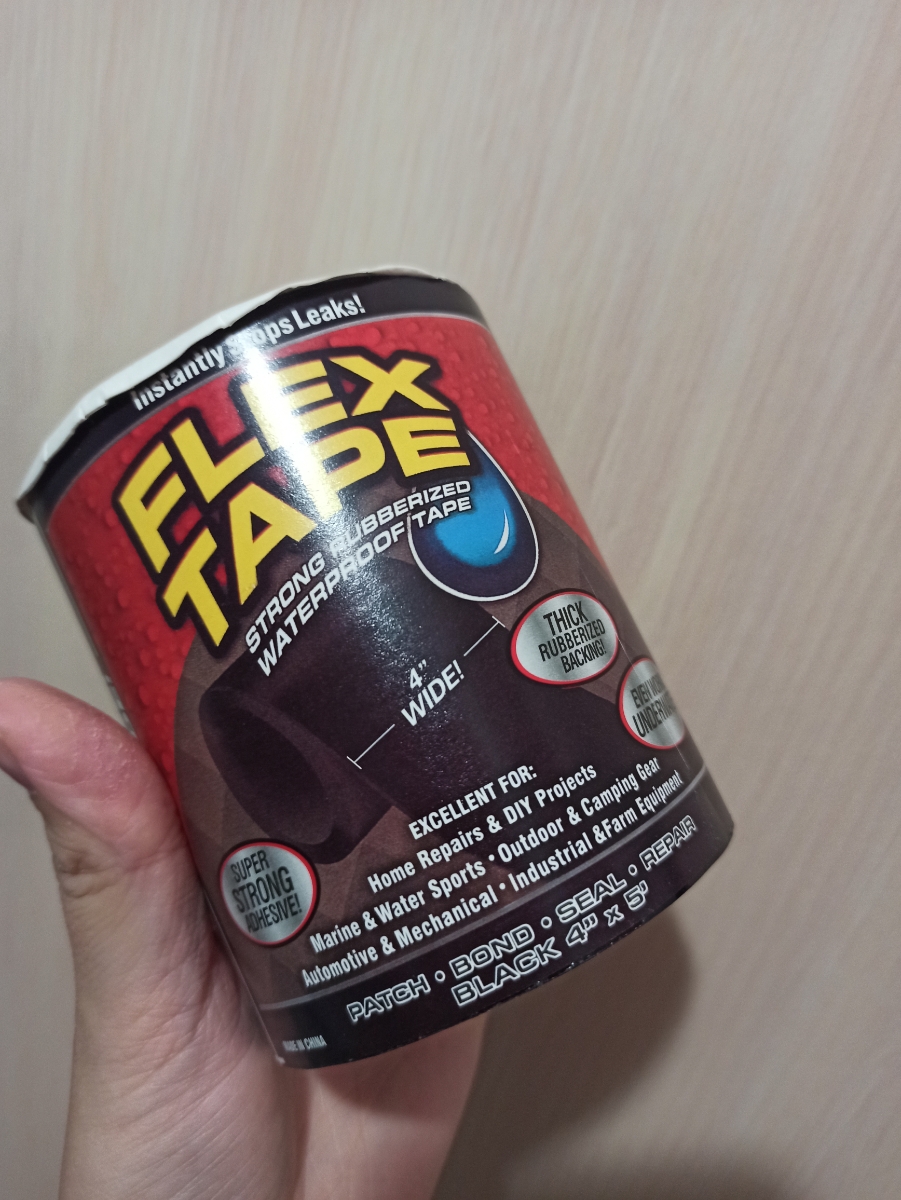 Instantly Stops Leaks!
FLEX
TAPE
STRONG RUBBERIZED
WATERPROOF TAPE
4"
WIDE!
THICK
RUBBERIZED
BACKING!
EVEN
SUPER
STRONG
ADHESIVE!
EXCELLENT FOR:
Home Repairs & DIY Projects
Marine & Water Sports • Outdoor & Camping Gear
Automotive & Mechanical • Industrial &Farm Equipment
PATCH • BOND • SEAL • REPAIR
BLACK 4"' x 5'
MADE IN CHINA